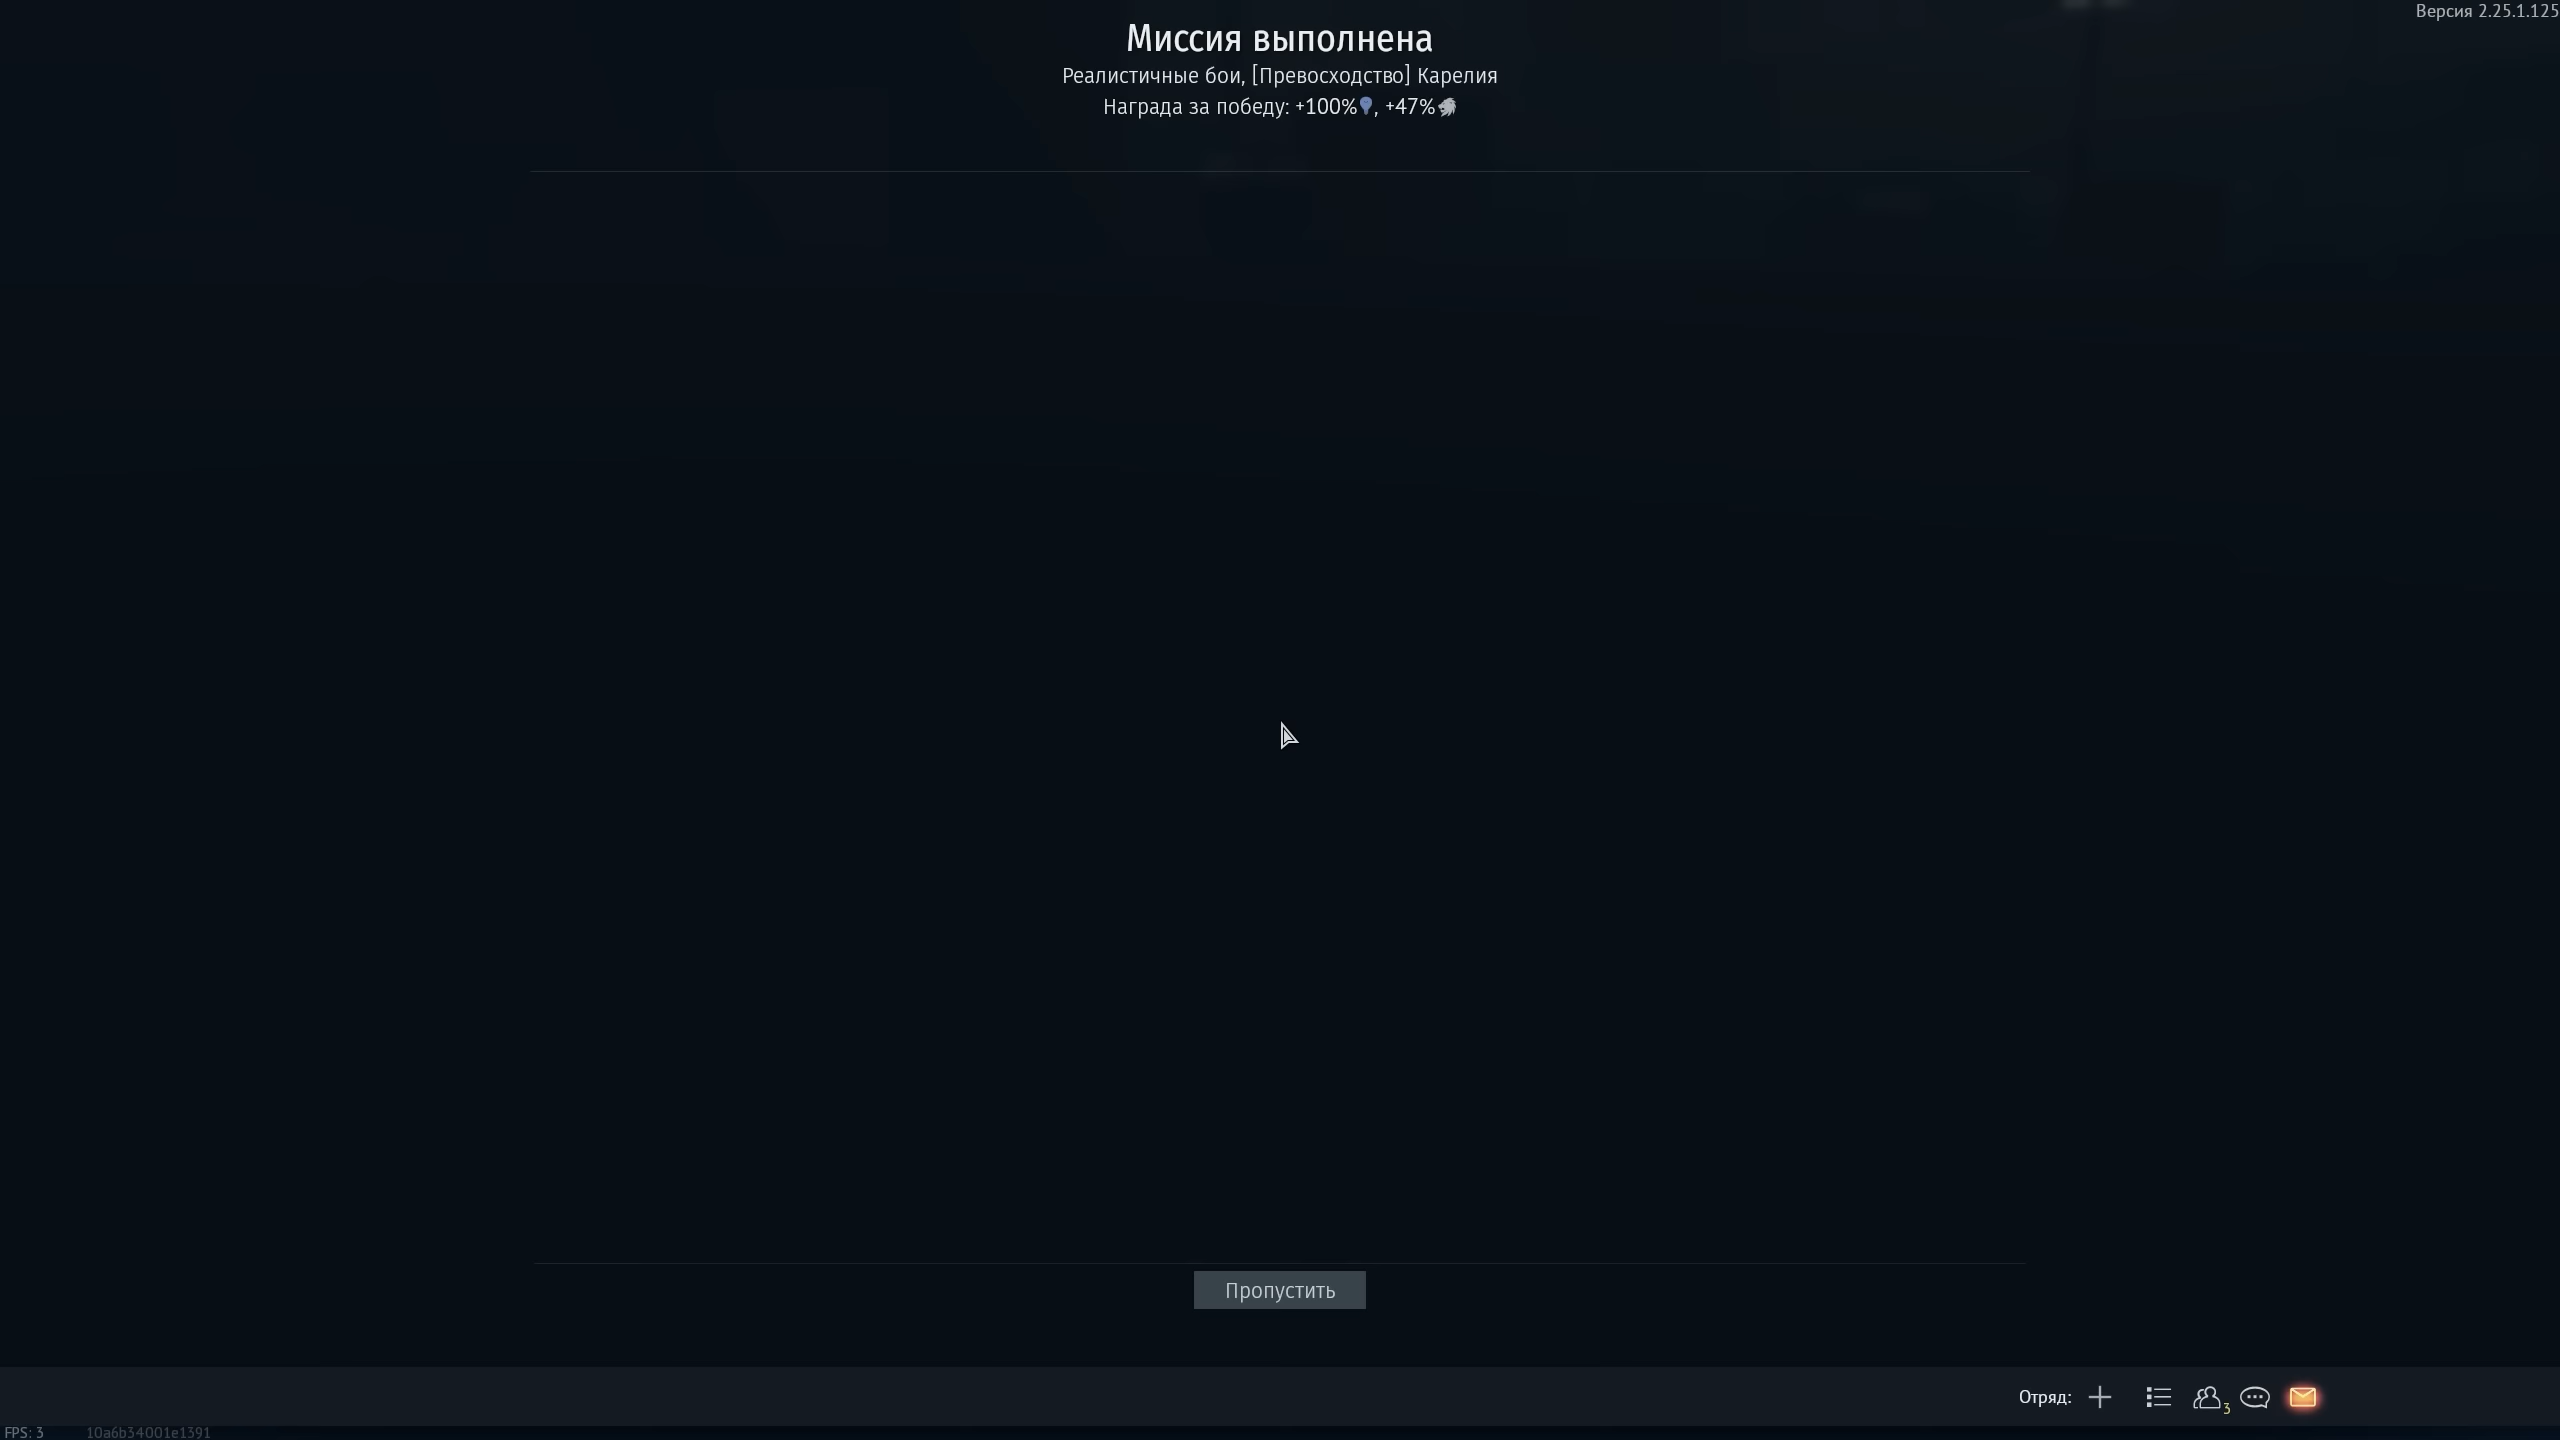 Версия 2.25.1.125
Миссия выполнена
Реалистичные бои, [Превосходство] Карелия
Награда за победу: +100%, +47%
Пропустить
Отряд:
3
FPS: 3 10a6b34001e1391